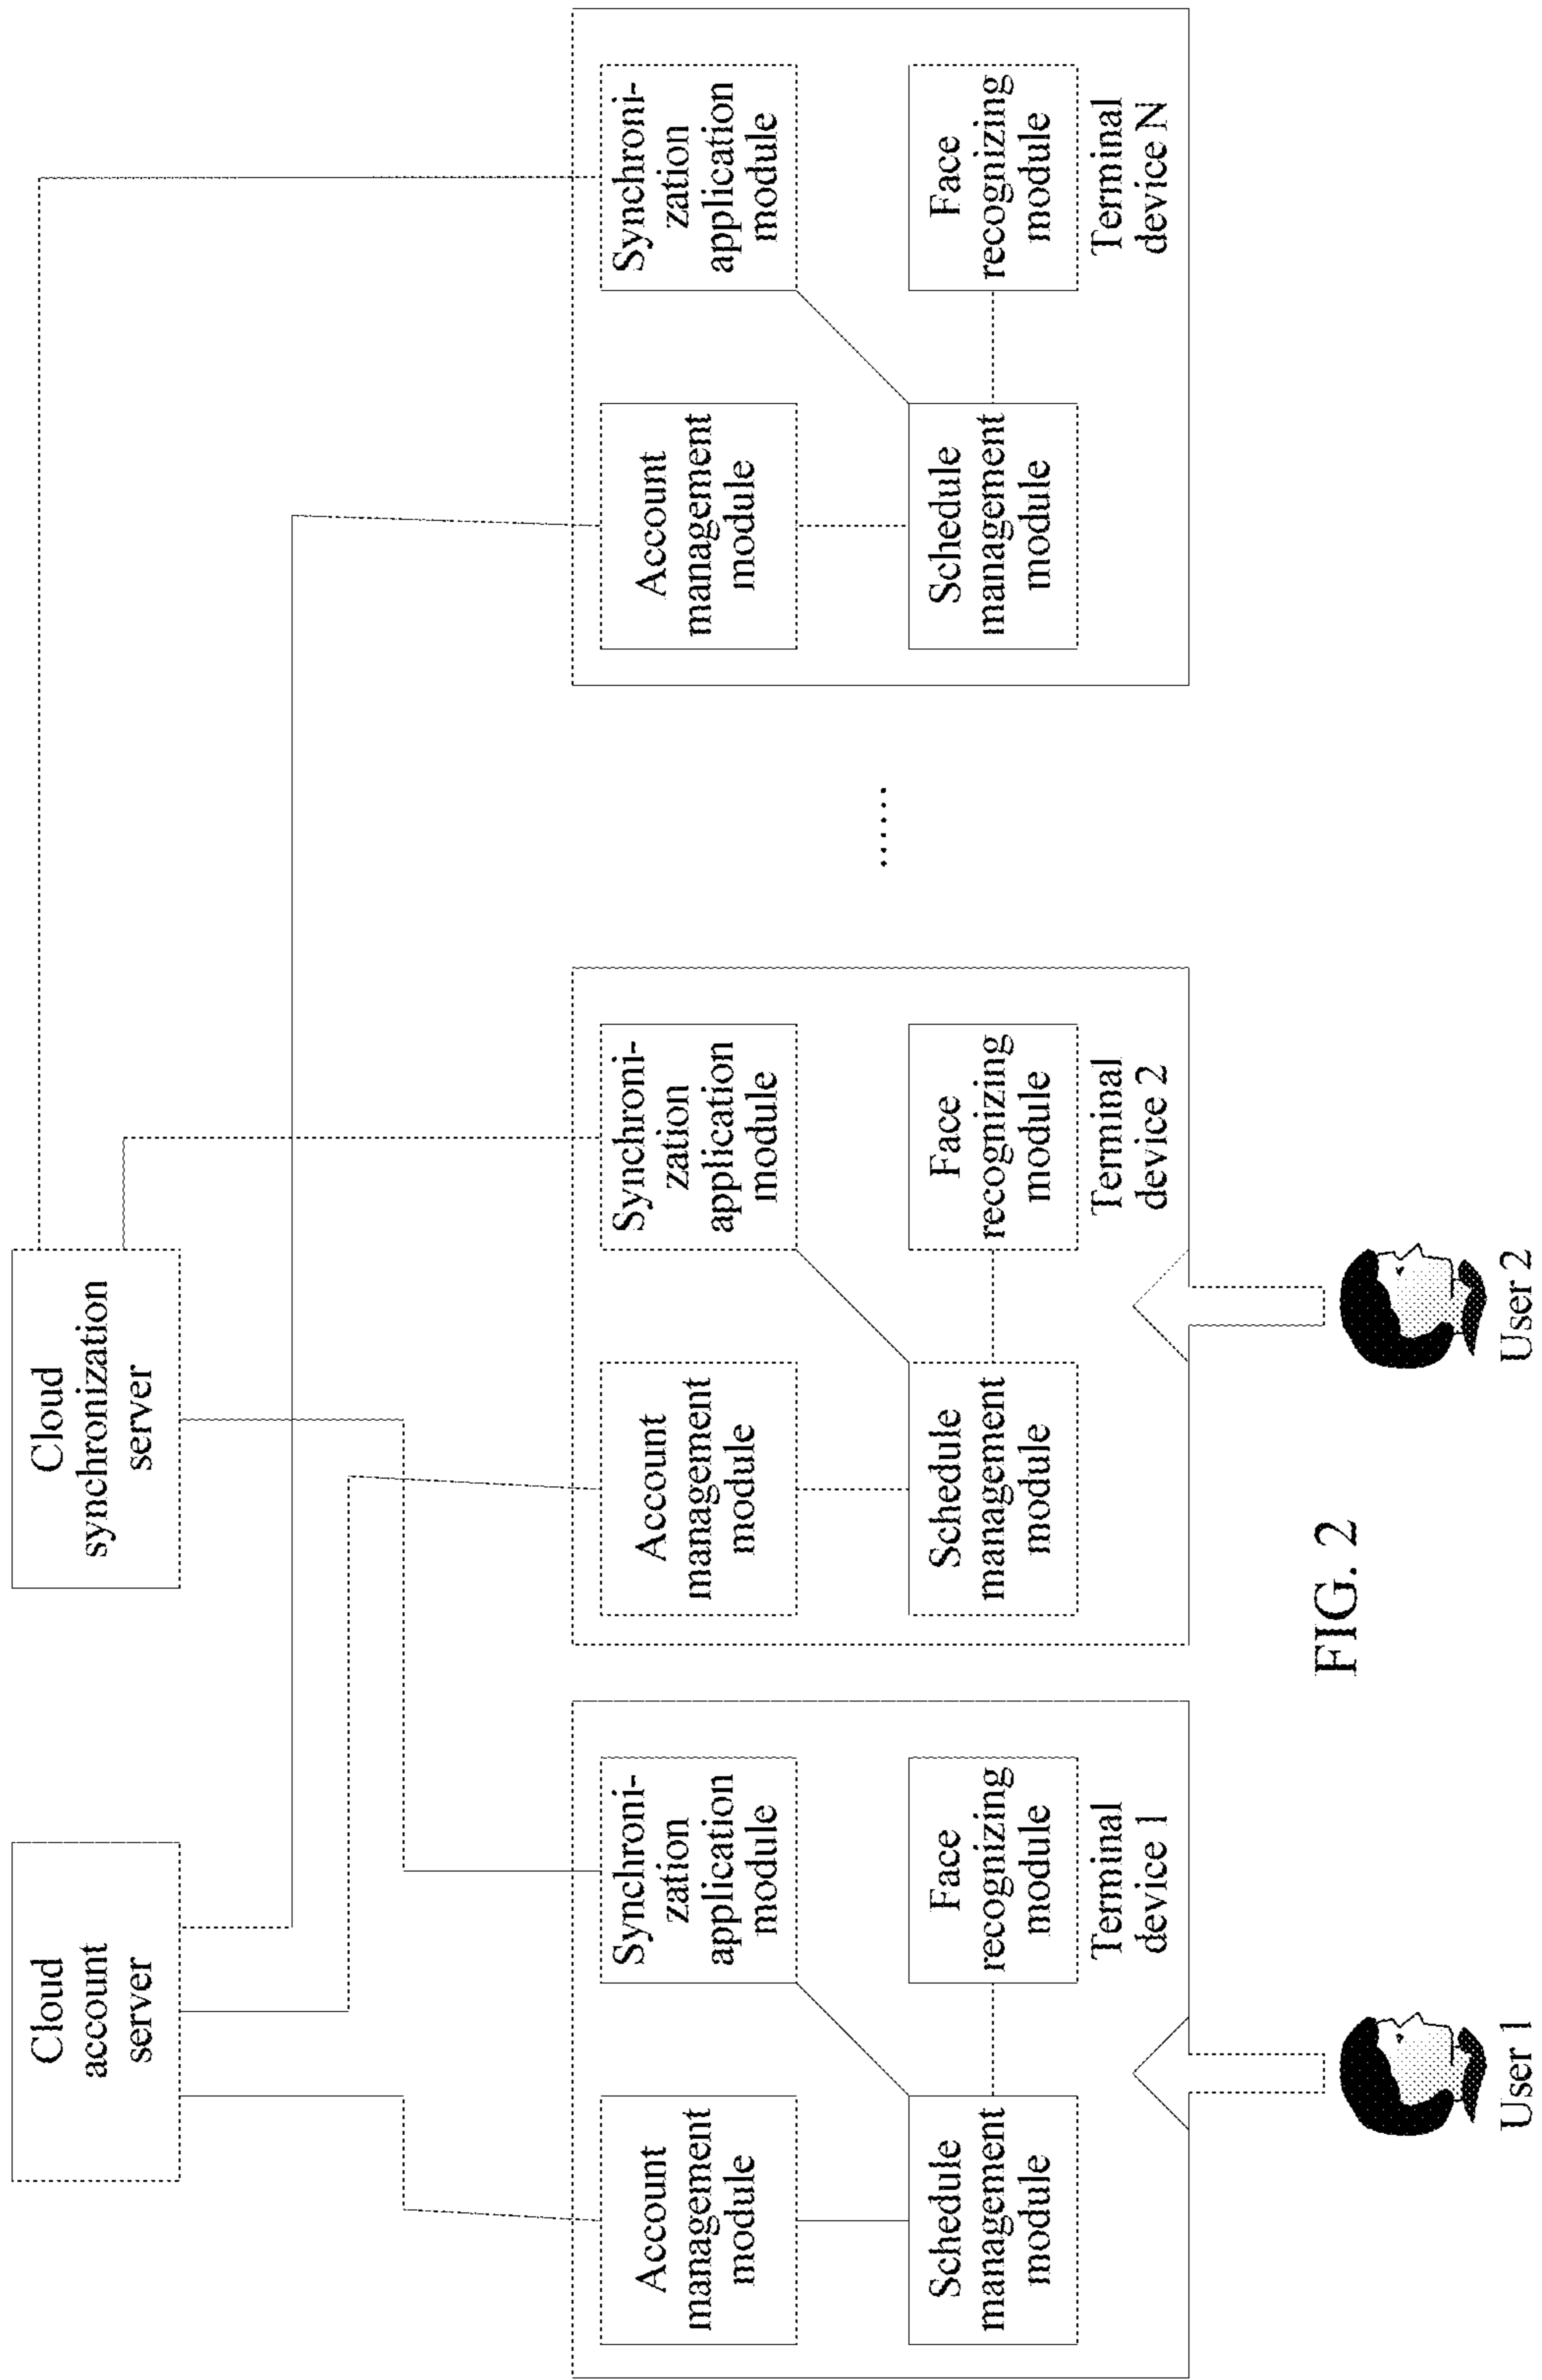 Cloud
account
server
Cloud
synchronization
server
Account
management
module
Synchroni-
zation
application
module
Schedule
management
module
Face
recognizing
module
Terminal
device 1
Account
management
module
Synchroni-
zation
application
module
Schedule
management
module
Face
recognizing
module
Terminal
device 2
......
Account
management
module
Synchroni-
zation
application
module
Schedule
management
module
Face
recognizing
module
Terminal
device N
User 1
User 2
FIG. 2